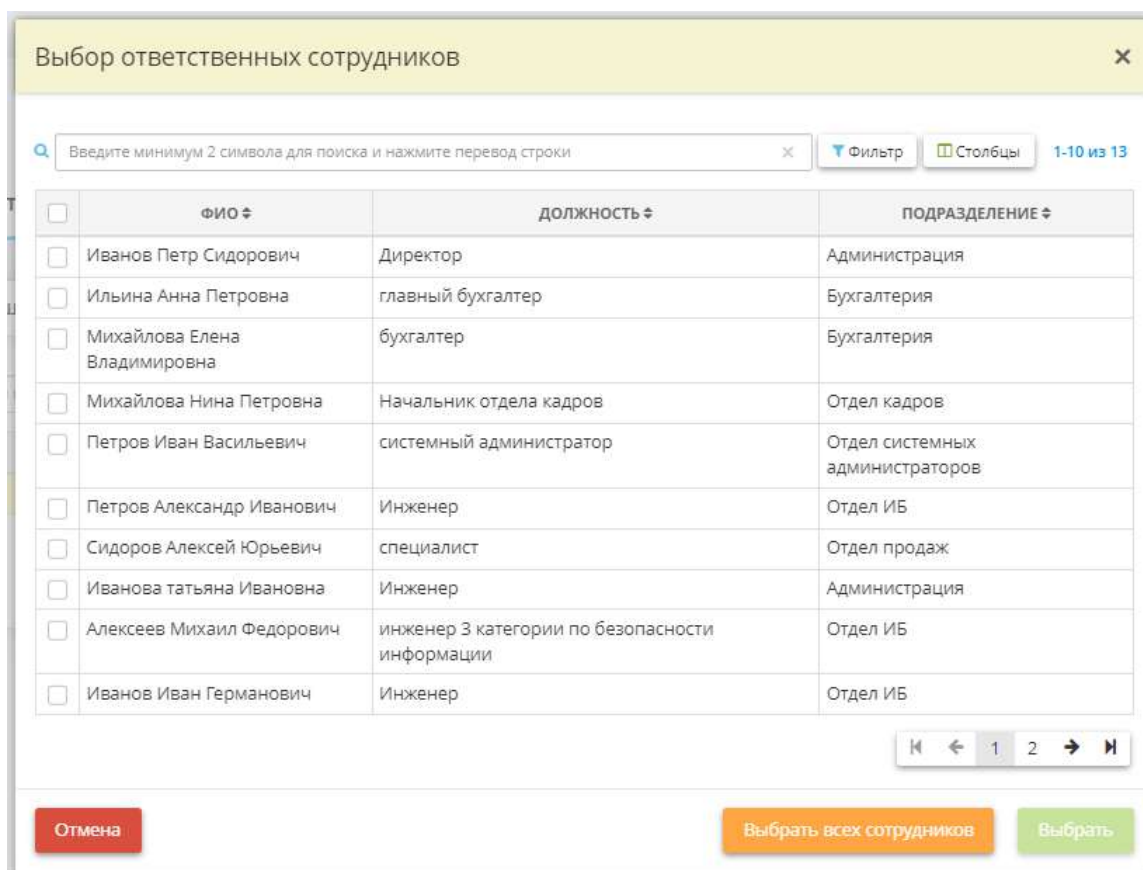 Выбор ответственных сотрудников ×
Введите минимум 2 символа для поиска и нажмите перевод строки × Фильтр Столбцы 1-10 из 13
ФИО ДОЛЖНОСТЬ ПОДРАЗДЕЛЕНИЕ
Иванов Петр Сидорович Директор Администрация
Ильина Анна Петровна главный бухгалтер Бухгалтерия
Михайлова Елена бухгалтер Бухгалтерия
Владимировна
Михайлова Нина Петровна Начальник отдела кадров Отдел кадров
Петров Иван Васильевич системный администратор Отдел системных
администраторов
Петров Александр Иванович Инженер Отдел ИБ
Сидоров Алексей Юрьевич специалист Отдел продаж
Иванова татьяна Ивановна Инженер Администрация
Алексеев Михаил Федорович инженер 3 категории по безопасности Отдел ИБ
информации
Иванов Иван Германович Инженер Отдел ИБ
1 2
Отмена Выбрать всех сотрудников Выбрать